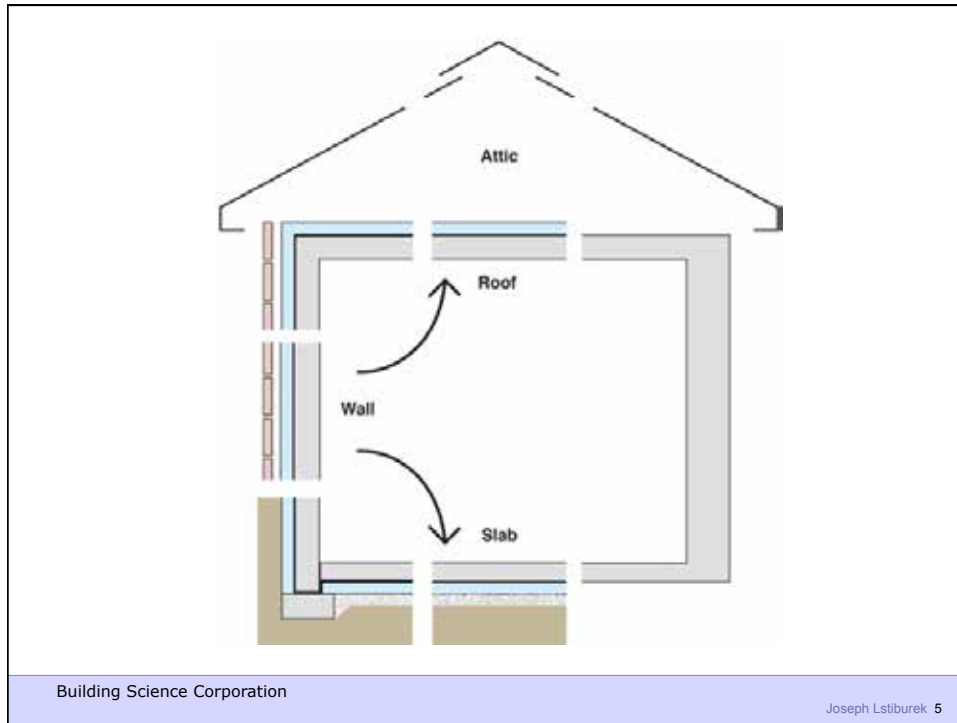 Attic
Roof
Wall
Slab
Building Science Corporation
Joseph Lstiburek 5